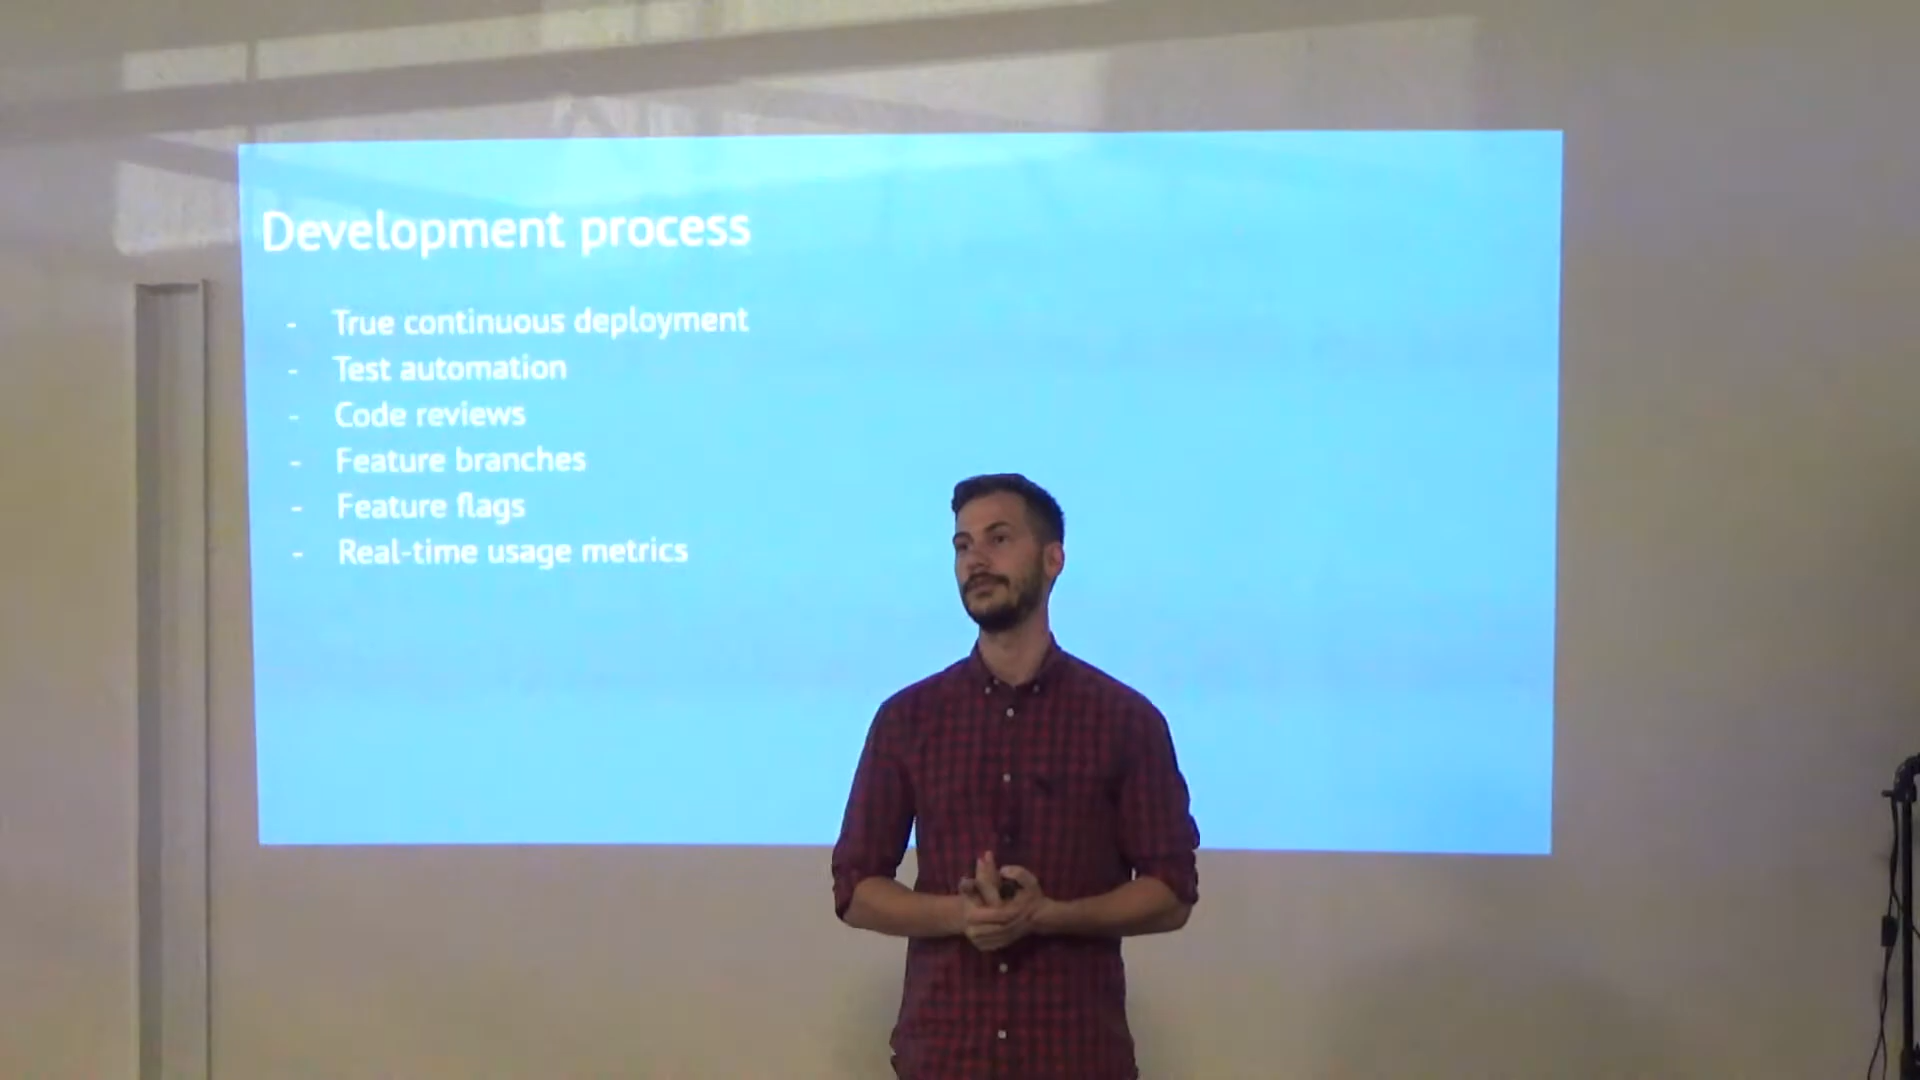 Development process
- True continuous deployment
- Test automation
- Code reviews
- Feature branches
- Feature flags
- Real-time usage metrics